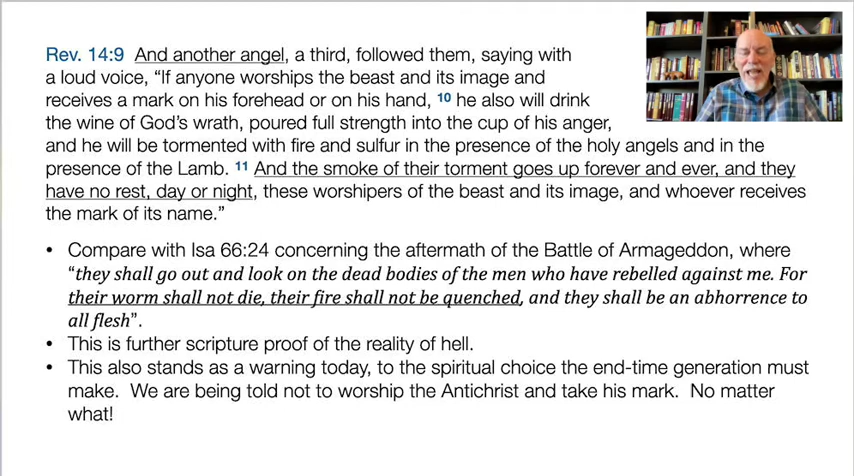 Rev. 14:9 And another angel, a third, followed them, saying with
a loud voice, “If anyone worships the beast and its image and
receives a mark on his forehead or on his hand, 10 he also will drink
the wine of God’s wrath, poured full strength into the cup of his anger,
and he will be tormented with fire and sulfur in the presence of the holy angels and in the
presence of the Lamb. 11 And the smoke of their torment goes up forever and ever, and they
have no rest, day or night, these worshipers of the beast and its image, and whoever receives
the mark of its name.”
• Compare with Isa 66:24 concerning the aftermath of the Battle of Armageddon, where
“they shall go out and look on the dead bodies of the men who have rebelled against me. For
their worm shall not die, their fire shall not be quenched, and they shall be an abhorrence to
all flesh”.
• This is further scripture proof of the reality of hell.
• This also stands as a warning today, to the spiritual choice the end-time generation must
make. We are being told not to worship the Antichrist and take his mark. No matter
what!